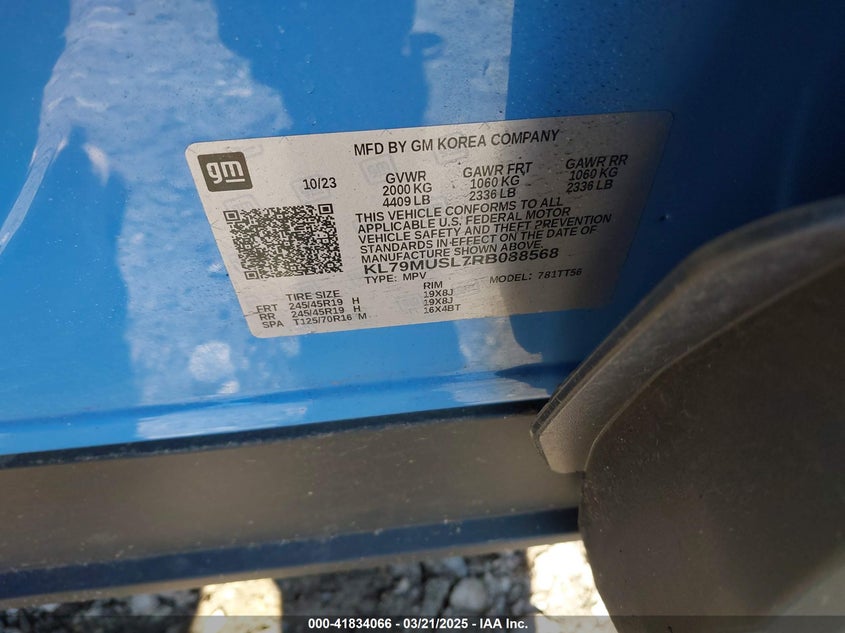 MFD BY GM KOREA COMPANY
gm
10/23
GVWR GAWR FRT GAWR RR
2000 KG 1060 KG 1060 KG
4409 LB 2336 LB 2336 LB
THIS VEHICLE CONFORMS TO ALL
APPLICABLE U.S. FEDERAL MOTOR
VEHICLE SAFETY AND THEFT PREVENTION
STANDARDS IN EFFECT ON THE DATE OF
MANUFACTURE SHOWN ABOVE.
KL79MUSL7RB088568
TYPE: MPV MODEL: 781TT56
TIRE SIZE RIM
FRT 245/45R19 H 19X8J
RR 245/45R19 H 19X8J
SPA T125/70R16 M 16X4BT
000-41834066 - 03/21/2025 - IAA Inc.